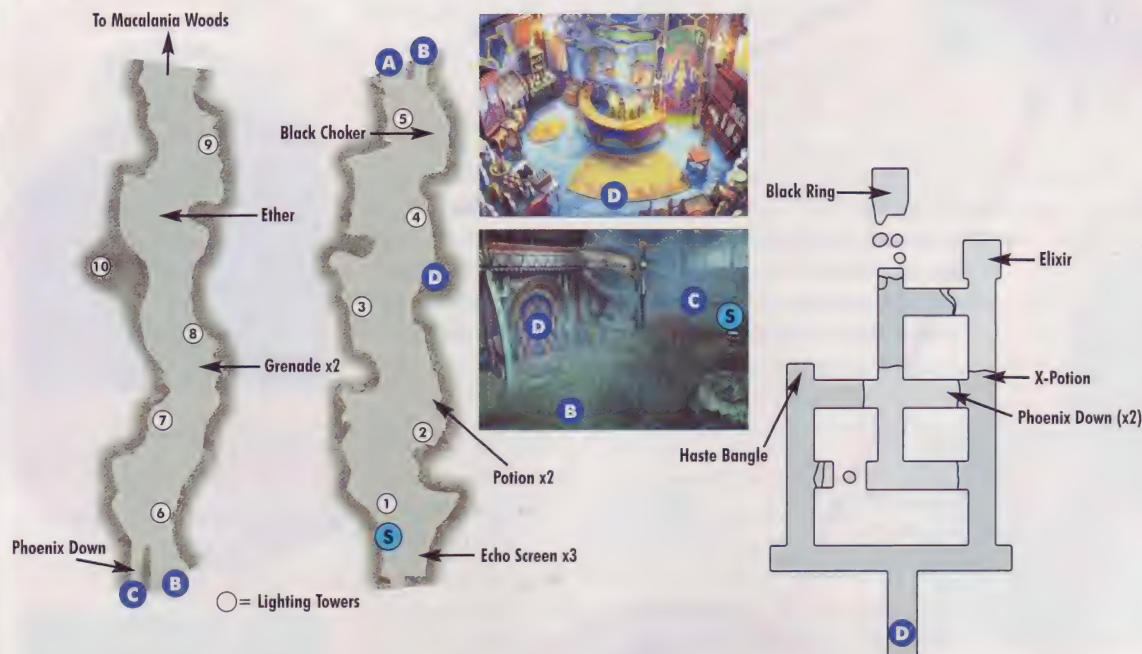 To Macalania Woods
9
Ether
10
8
Grenade x2
7
6
Phoenix Down
C
B
= Lighting Towers
A
B
5
Black Choker
4
D
3
2
Potion x2
1
S
Echo Screen x3
D
D
C
S
B
Black Ring
Elixir
X-Potion
Phoenix Down (x2)
Haste Bangle
D